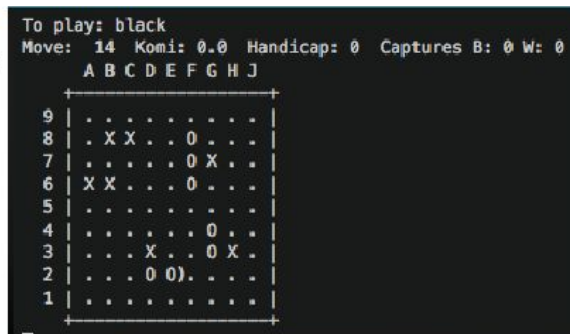 To play: black
Move:  14 Komi: 0.0 Handicap: 0 Captures B: 0 W: 0
A B C D E F G H J
9 | . . . . . . . . . |
8 | . X X . . O . . . |
7 | . . . . . O X . . |
6 | X X . . . O . . . |
5 | . . . . . . . . . |
4 | . . . . . . O . . |
3 | . . . X . . O X . |
2 | . . . O O). . . . |
1 | . . . . . . . . . |